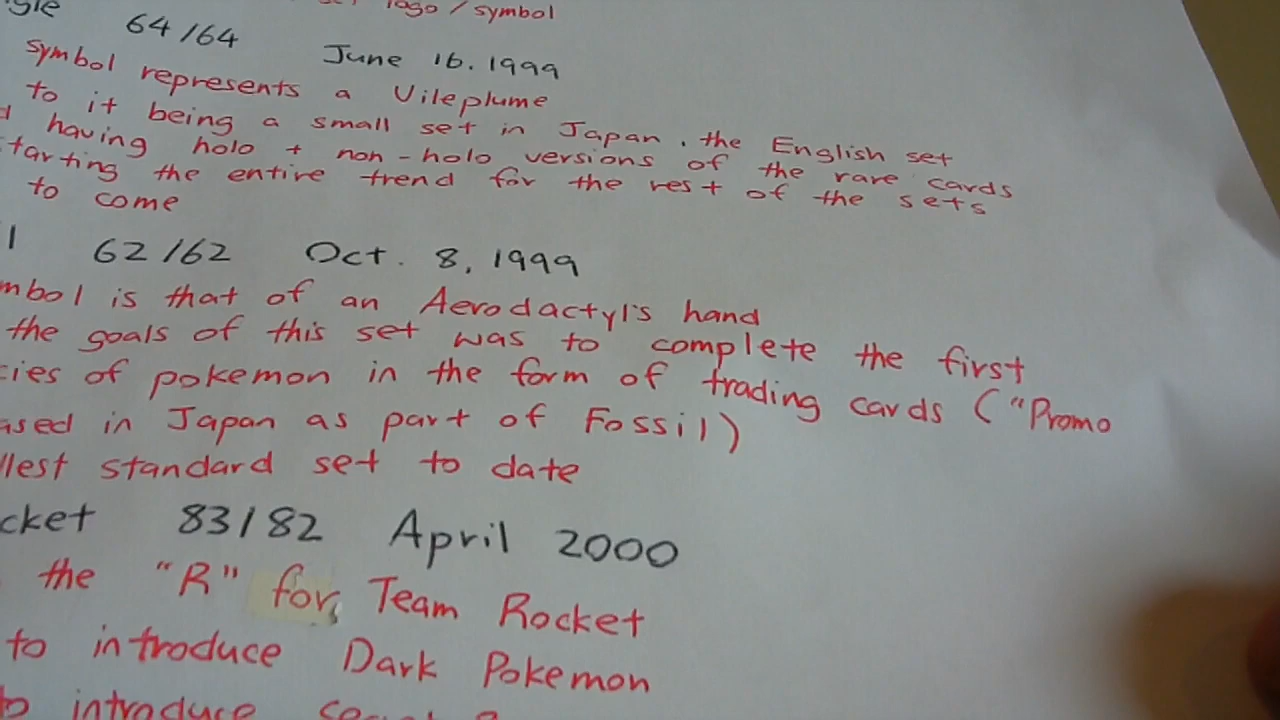 logo / symbol
64/64 June 16. 1999
symbol represents a Vileplume
to it being a small set in Japan, the English set
having holo + non-holo versions of the rare cards
tarting the entire trend for the rest of the sets
to come
l 62/62 Oct. 8, 1999
mbol is that of an Aerodactyl's hand
the goals of this set was to complete the first
cies of pokemon in the form of trading cards ("Promo
ased in Japan as part of Fossil)
llest standard set to date
cket 83/82 April 2000
the "R" for Team Rocket
to introduce Dark Pokemon
to introduce